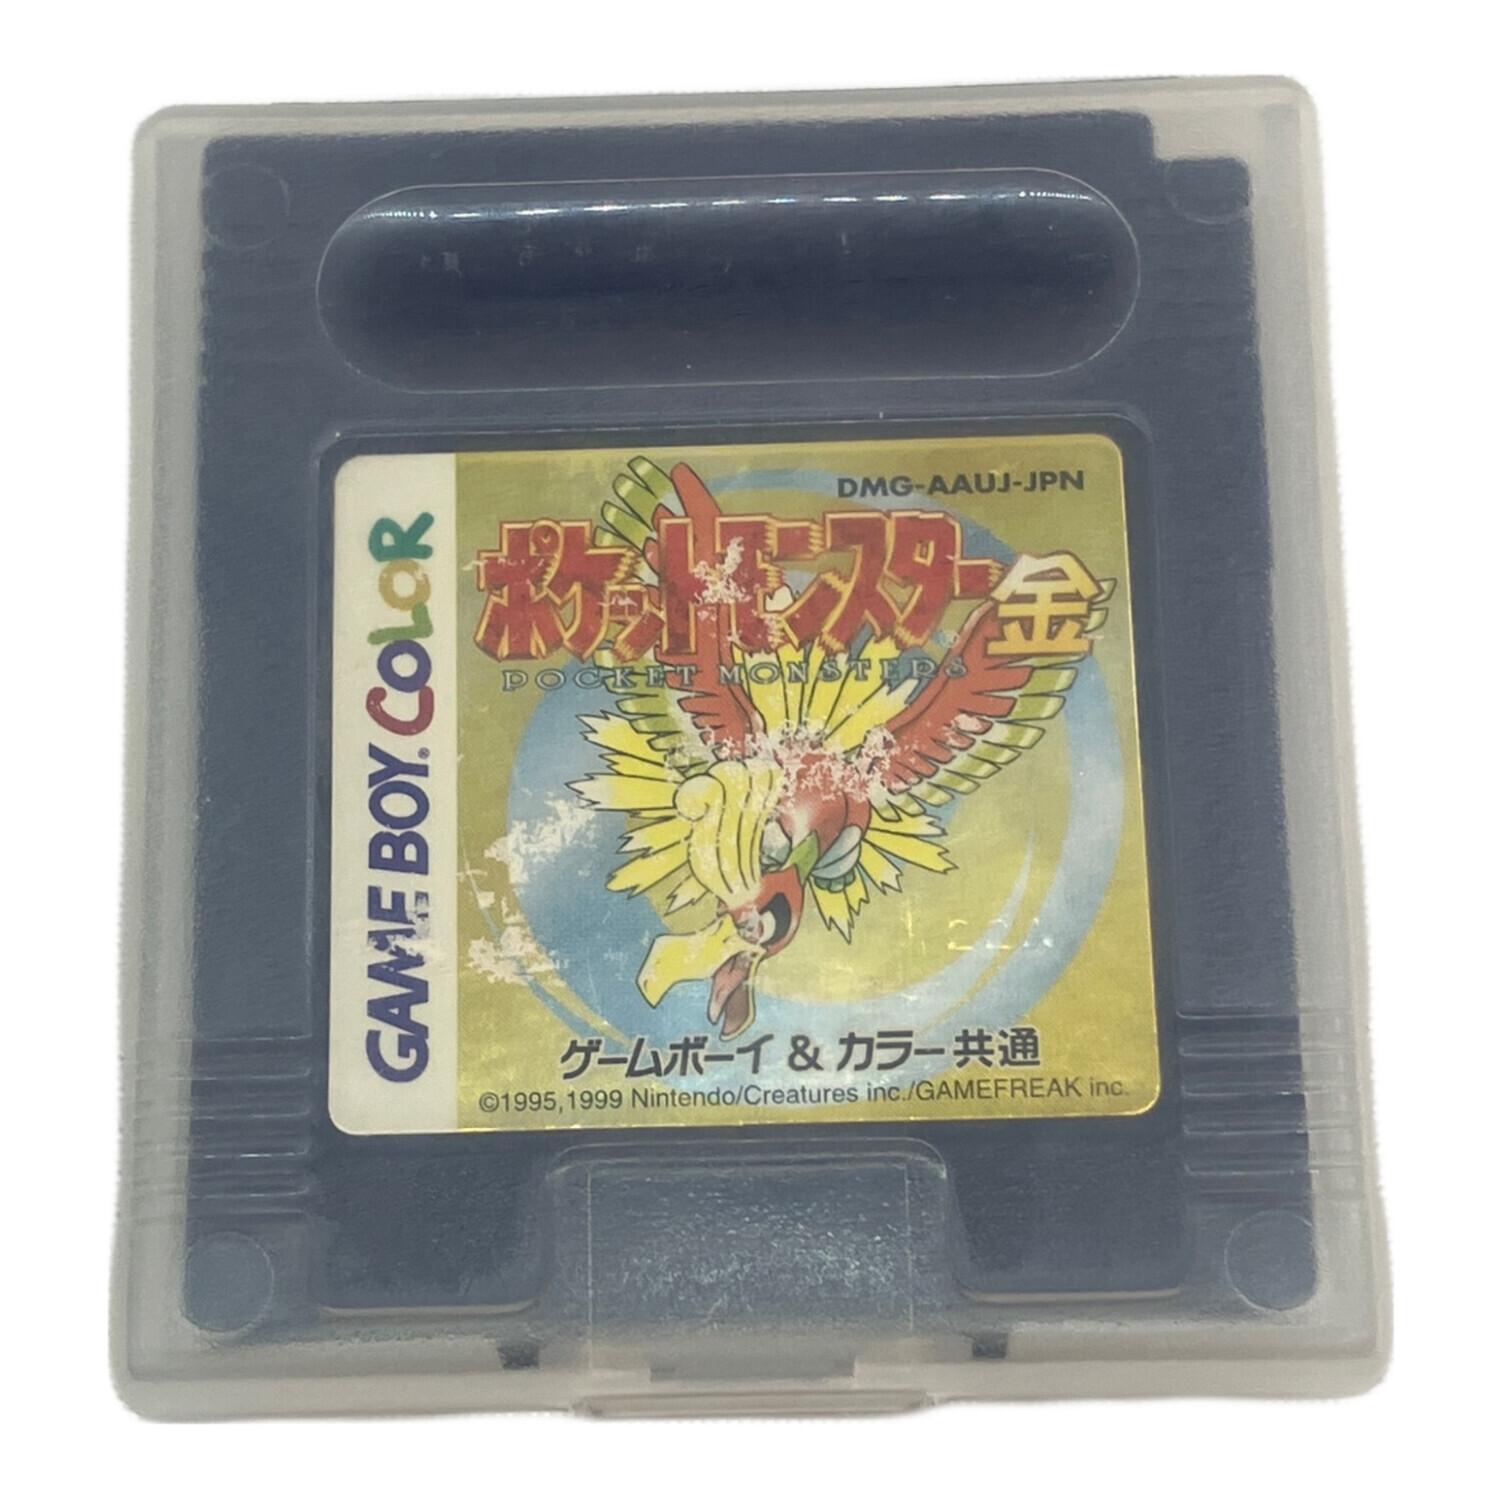 GAME BOY COLOR
DMG-AAUJ-JPN
ポケットモンスター金
POCKET MONSTERS
ゲームボーイ & カラー共通
©1995,1999 Nintendo/Creatures inc./GAMEFREAK inc.